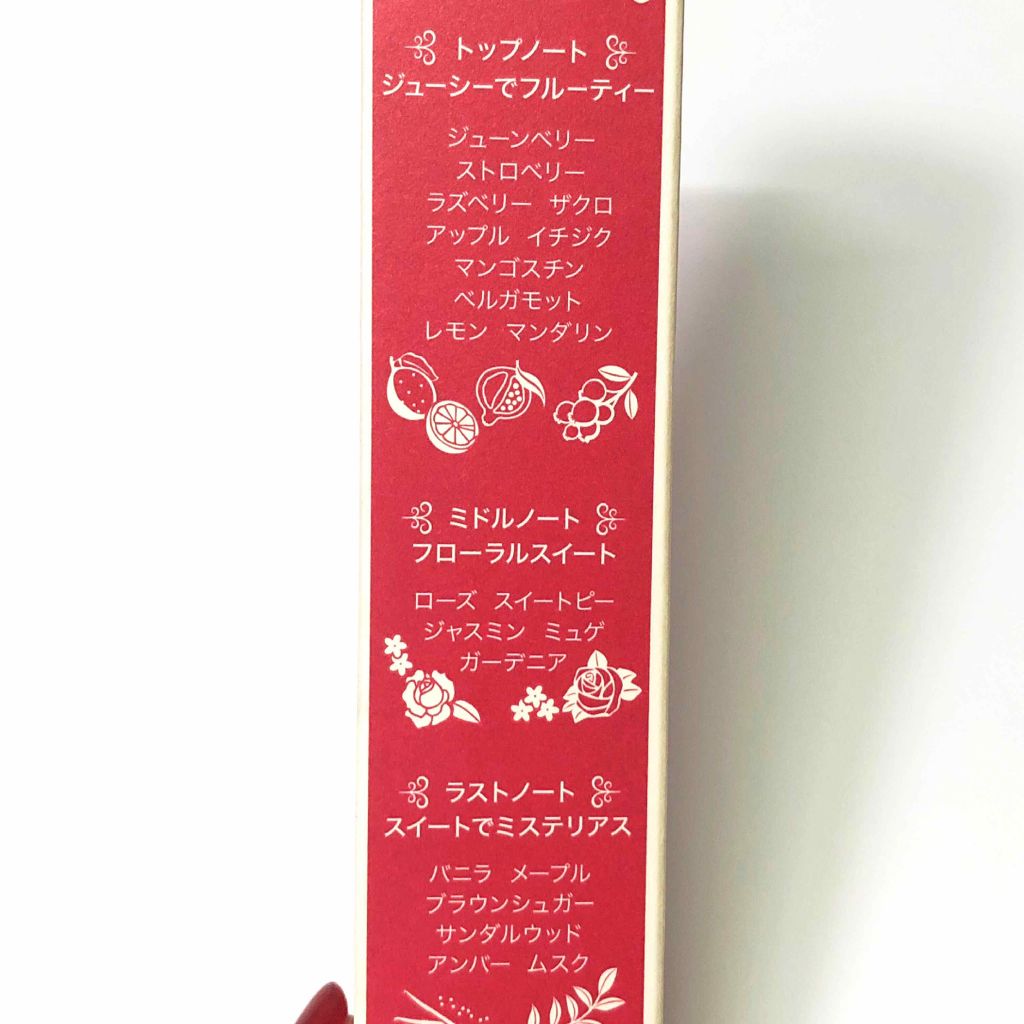 トップノート
ジューシーでフルーティー
ジューンベリー
ストロベリー
ラズベリー ザクロ
アップル イチジク
マンゴスチン
ベルガモット
レモン マンダリン
ミドルノート
フローラルスイート
ローズ スイートピー
ジャスミン ミュゲ
ガーデニア
ラストノート
スイートでミステリアス
バニラ メープル
ブラウンシュガー
サンダルウッド
アンバー ムスク